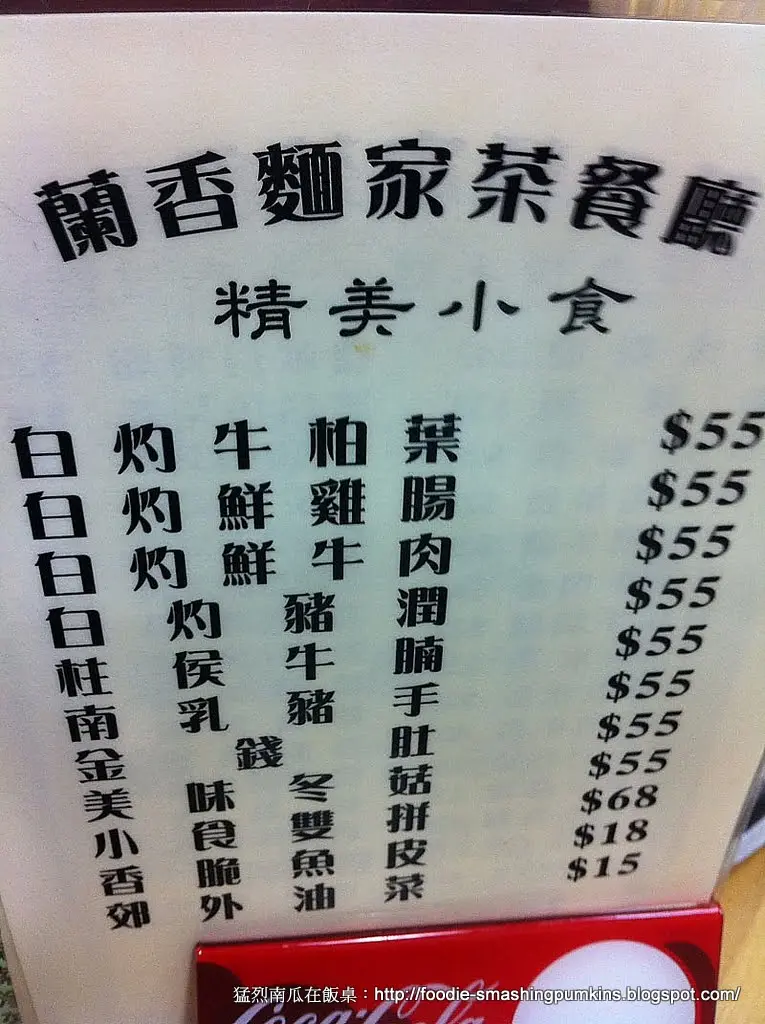 蘭香麵家茶餐廳
精美小食
白灼牛柏葉 $55
白灼鮮雞腸 $55
白灼鮮牛肉 $55
白灼豬潤 $55
柱侯牛腩 $55
南乳豬手 $55
金錢肚 $55
美味冬菇 $55
小食雙拼 $68
香脆魚皮 $18
郊外油菜 $15
Coca-Cola
猛烈南瓜在飯桌：http://foodie-smashingpumkins.blogspot.com/